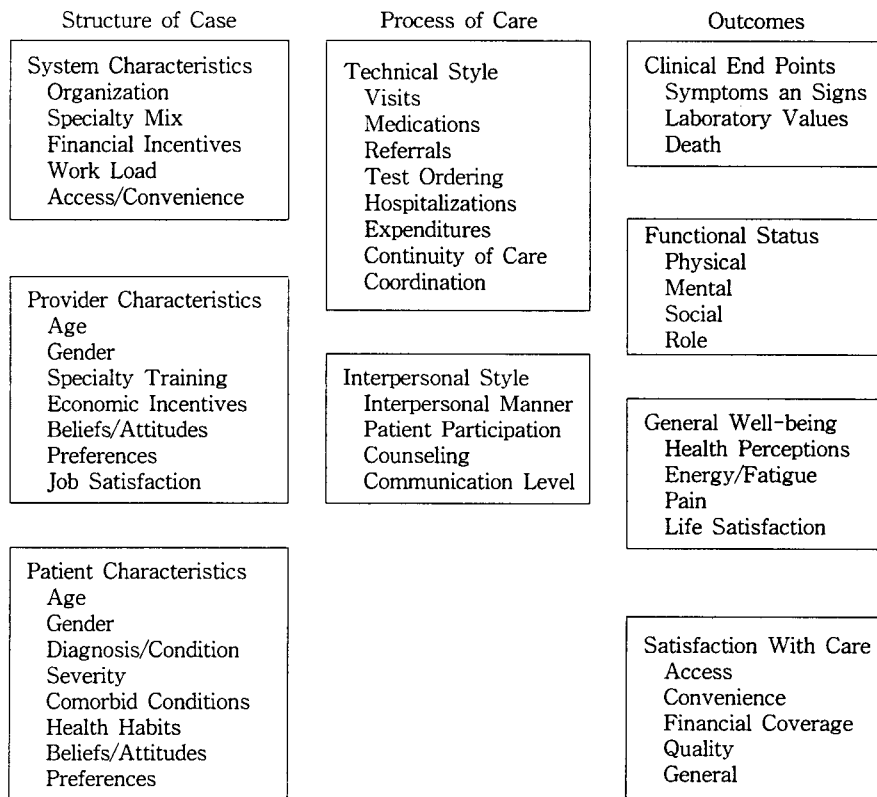 Structure of Case
System Characteristics
Organization
Specialty Mix
Financial Incentives
Work Load
Access/Convenience
Provider Characteristics
Age
Gender
Specialty Training
Economic Incentives
Beliefs/Attitudes
Preferences
Job Satisfaction
Patient Characteristics
Age
Gender
Diagnosis/Condition
Severity
Comorbid Conditions
Health Habits
Beliefs/Attitudes
Preferences
Process of Care
Technical Style
Visits
Medications
Referrals
Test Ordering
Hospitalizations
Expenditures
Continuity of Care
Coordination
Interpersonal Style
Interpersonal Manner
Patient Participation
Counseling
Communication Level
Outcomes
Clinical End Points
Symptoms an Signs
Laboratory Values
Death
Functional Status
Physical
Mental
Social
Role
General Well-being
Health Perceptions
Energy/Fatigue
Pain
Life Satisfaction
Satisfaction With Care
Access
Convenience
Financial Coverage
Quality
General